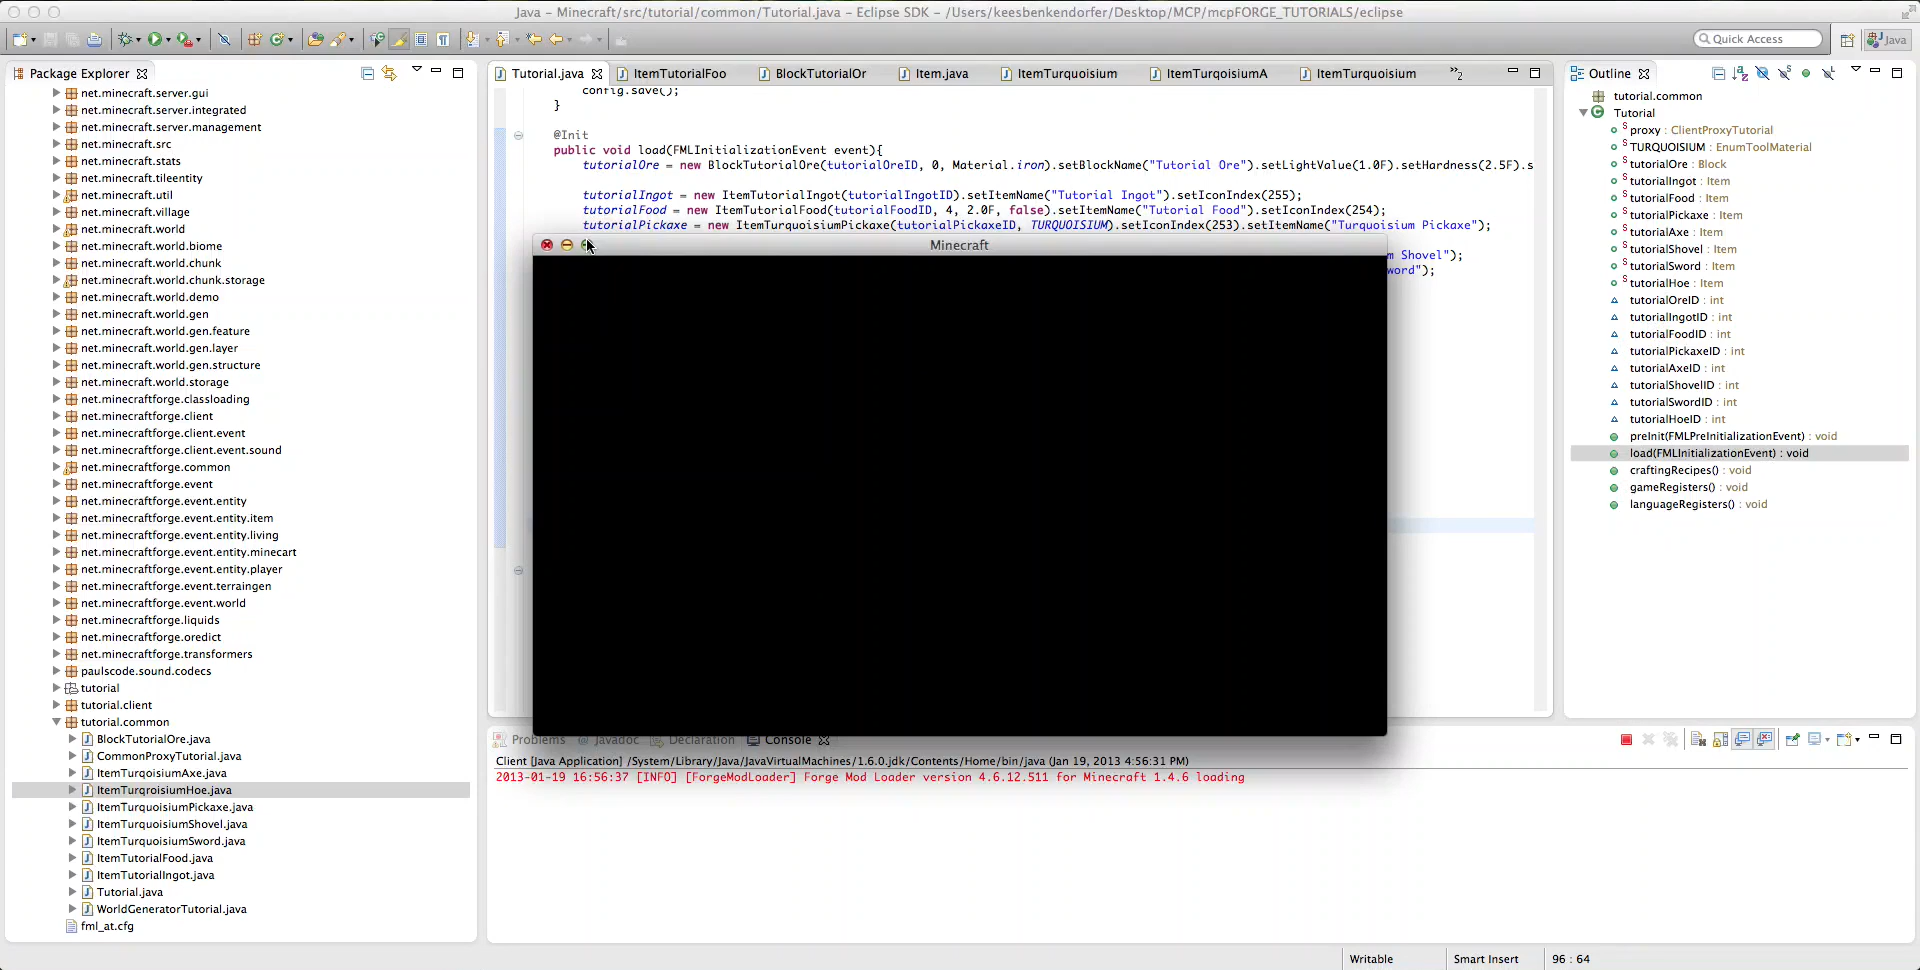 Java – Minecraft/src/tutorial/common/Tutorial.java – Eclipse SDK – /Users/keesbenkendorfer/Desktop/MCP/mcpFORGE_TUTORIALS/eclipse
Quick Access
Java
Package Explorer
net.minecraft.server.gui
net.minecraft.server.integrated
net.minecraft.server.management
net.minecraft.src
net.minecraft.stats
net.minecraft.tileentity
net.minecraft.util
net.minecraft.village
net.minecraft.world
net.minecraft.world.biome
net.minecraft.world.chunk
net.minecraft.world.chunk.storage
net.minecraft.world.demo
net.minecraft.world.gen
net.minecraft.world.gen.feature
net.minecraft.world.gen.layer
net.minecraft.world.gen.structure
net.minecraft.world.storage
net.minecraftforge.classloading
net.minecraftforge.client
net.minecraftforge.client.event
net.minecraftforge.client.event.sound
net.minecraftforge.common
net.minecraftforge.event
net.minecraftforge.event.entity
net.minecraftforge.event.entity.item
net.minecraftforge.event.entity.living
net.minecraftforge.event.entity.minecart
net.minecraftforge.event.entity.player
net.minecraftforge.event.terraingen
net.minecraftforge.event.world
net.minecraftforge.liquids
net.minecraftforge.oredict
net.minecraftforge.transformers
paulscode.sound.codecs
tutorial
tutorial.client
tutorial.common
BlockTutorialOre.java
CommonProxyTutorial.java
ItemTurqoisiumAxe.java
ItemTurqroisiumHoe.java
ItemTurquoisiumPickaxe.java
ItemTurquoisiumShovel.java
ItemTurquoisiumSword.java
ItemTutorialFood.java
ItemTutorialIngot.java
Tutorial.java
WorldGeneratorTutorial.java
fml_at.cfg
Tutorial.java ItemTutorialFoo BlockTutorialOr Item.java ItemTurquoisium ItemTurqoisiumA ItemTurquoisium »2
config.save();
}
@Init
public void load(FMLInitializationEvent event){
tutorialOre = new BlockTutorialOre(tutorialOreID, 0, Material.iron).setBlockName("Tutorial Ore").setLightValue(1.0F).setHardness(2.5F).s
tutorialIngot = new ItemTutorialIngot(tutorialIngotID).setItemName("Tutorial Ingot").setIconIndex(255);
tutorialFood = new ItemTutorialFood(tutorialFoodID, 4, 2.0F, false).setItemName("Tutorial Food").setIconIndex(254);
tutorialPickaxe = new ItemTurquoisiumPickaxe(tutorialPickaxeID, TURQUOISIUM).setIconIndex(253).setItemName("Turquoisium Pickaxe");
m Shovel");
word");
Minecraft
Problems Javadoc Declaration Console
Client [Java Application] /System/Library/Java/JavaVirtualMachines/1.6.0.jdk/Contents/Home/bin/java (Jan 19, 2013 4:56:31 PM)
2013-01-19 16:56:37 [INFO] [ForgeModLoader] Forge Mod Loader version 4.6.12.511 for Minecraft 1.4.6 loading
Outline
tutorial.common
Tutorial
proxy : ClientProxyTutorial
TURQUOISIUM : EnumToolMaterial
tutorialOre : Block
tutorialIngot : Item
tutorialFood : Item
tutorialPickaxe : Item
tutorialAxe : Item
tutorialShovel : Item
tutorialSword : Item
tutorialHoe : Item
tutorialOreID : int
tutorialIngotID : int
tutorialFoodID : int
tutorialPickaxeID : int
tutorialAxeID : int
tutorialShovelID : int
tutorialSwordID : int
tutorialHoeID : int
preInit(FMLPreInitializationEvent) : void
load(FMLInitializationEvent) : void
craftingRecipes() : void
gameRegisters() : void
languageRegisters() : void
Writable Smart Insert 96 : 64